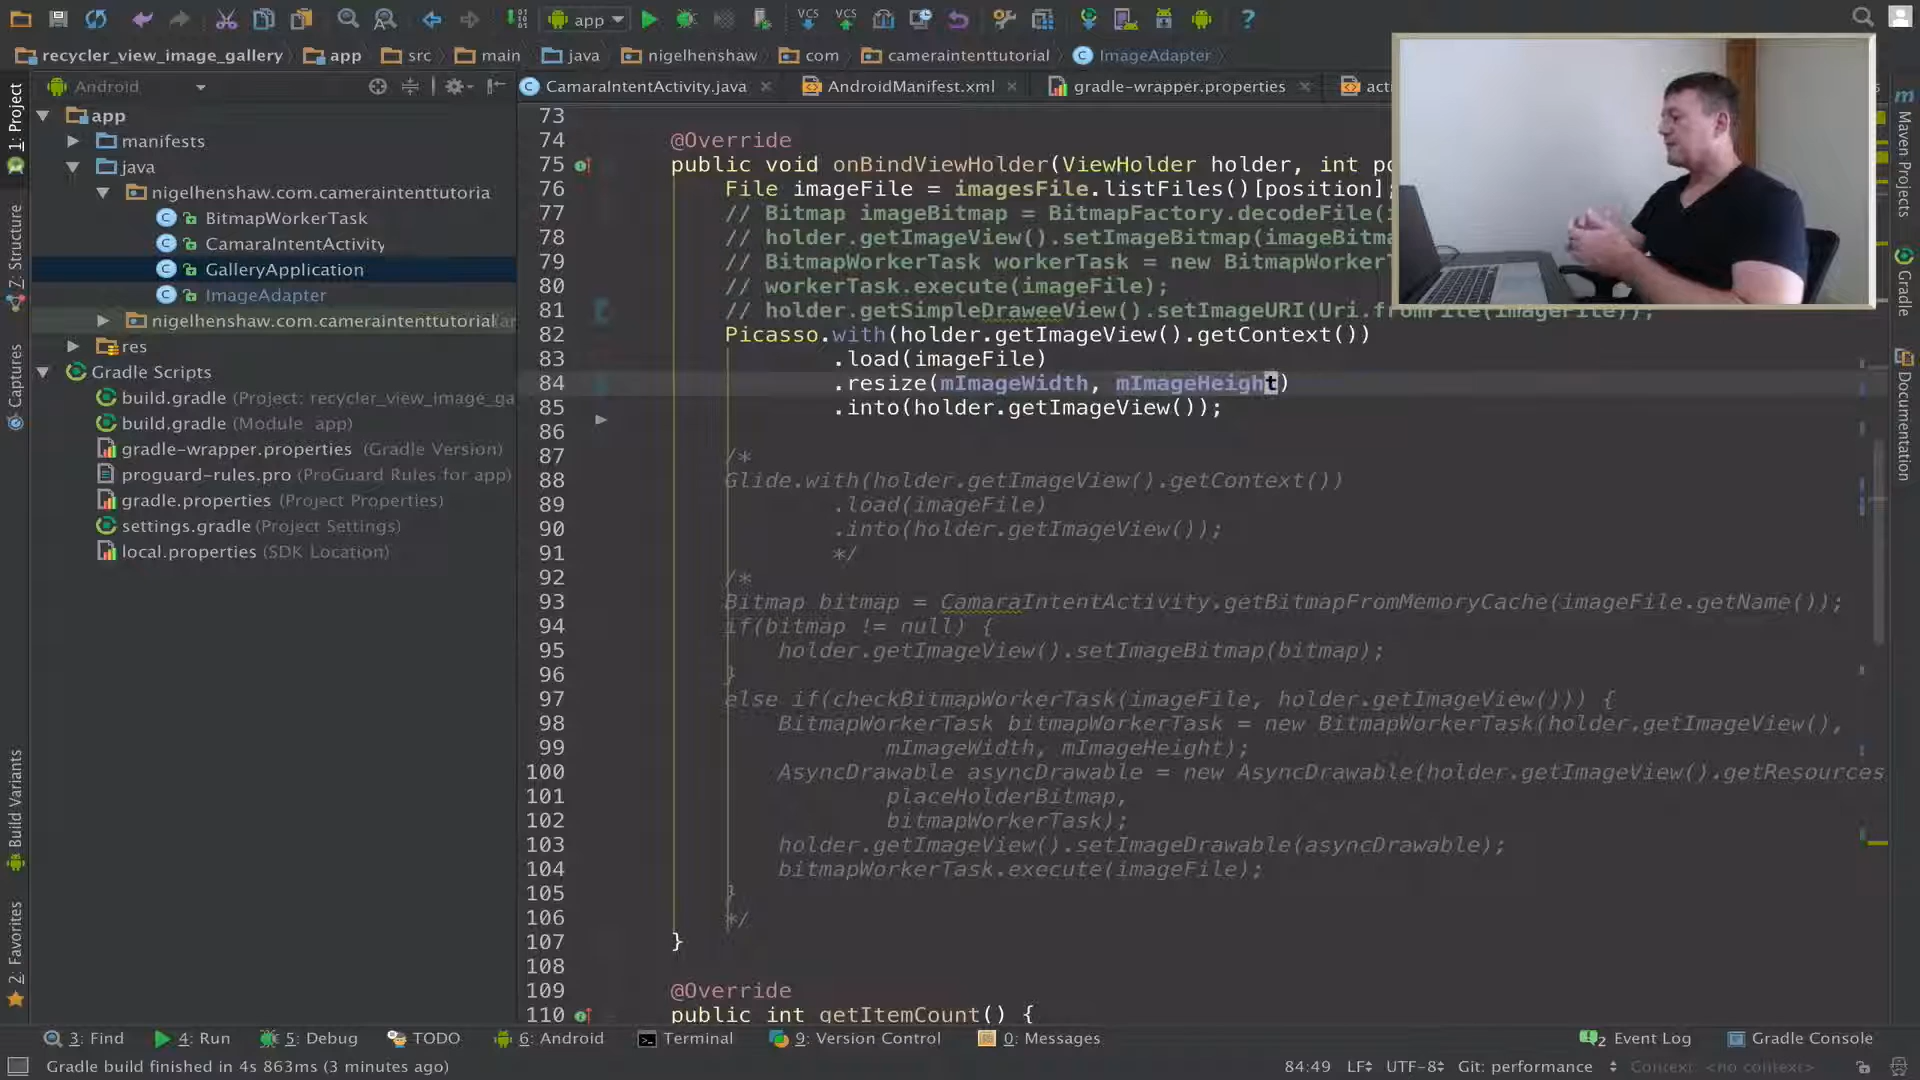 app
recycler_view_image_gallery app src main java nigelhenshaw com cameraintenttutorial ImageAdapter
Android
CamaraIntentActivity.java AndroidManifest.xml gradle-wrapper.properties
1: Project
Z: Structure
Captures
Build Variants
2: Favorites
app
manifests
java
nigelhenshaw.com.cameraintenttutoria
BitmapWorkerTask
CamaraIntentActivity
GalleryApplication
ImageAdapter
nigelhenshaw.com.cameraintenttutorial
res
Gradle Scripts
build.gradle (Project: recycler_view_image_ga
build.gradle (Module app)
gradle-wrapper.properties (Gradle Version)
proguard-rules.pro (ProGuard Rules for app)
gradle.properties (Project Properties)
settings.gradle (Project Settings)
local.properties (SDK Location)
73
74 @Override
75 public void onBindViewHolder(ViewHolder holder, int po
76 File imageFile = imagesFile.listFiles()[position];
77 // Bitmap imageBitmap = BitmapFactory.decodeFile(i
78 // holder.getImageView().setImageBitmap(imageBitma
79 // BitmapWorkerTask workerTask = new BitmapWorkerT
80 // workerTask.execute(imageFile);
81 // holder.getSimpleDraweeView().setImageURI(Uri.fromFile(imageFile));
82 Picasso.with(holder.getImageView().getContext())
83 .load(imageFile)
84 .resize(mImageWidth, mImageHeight)
85 .into(holder.getImageView());
86
87 /*
88 Glide.with(holder.getImageView().getContext())
89 .load(imageFile)
90 .into(holder.getImageView());
91 */
92 /*
93 Bitmap bitmap = CamaraIntentActivity.getBitmapFromMemoryCache(imageFile.getName());
94 if(bitmap != null) {
95 holder.getImageView().setImageBitmap(bitmap);
96 }
97 else if(checkBitmapWorkerTask(imageFile, holder.getImageView())) {
98 BitmapWorkerTask bitmapWorkerTask = new BitmapWorkerTask(holder.getImageView(),
99 mImageWidth, mImageHeight);
100 AsyncDrawable asyncDrawable = new AsyncDrawable(holder.getImageView().getResources
101 placeHolderBitmap,
102 bitmapWorkerTask);
103 holder.getImageView().setImageDrawable(asyncDrawable);
104 bitmapWorkerTask.execute(imageFile);
105 }
106 */
107 }
108
109 @Override
110 public int getItemCount() {
Maven Projects
Gradle
Documentation
3: Find 4: Run 5: Debug TODO 6: Android Terminal 9: Version Control 0: Messages 2 Event Log Gradle Console
Gradle build finished in 4s 863ms (3 minutes ago) 84:49 LF UTF-8 Git: performance Context: <no context>